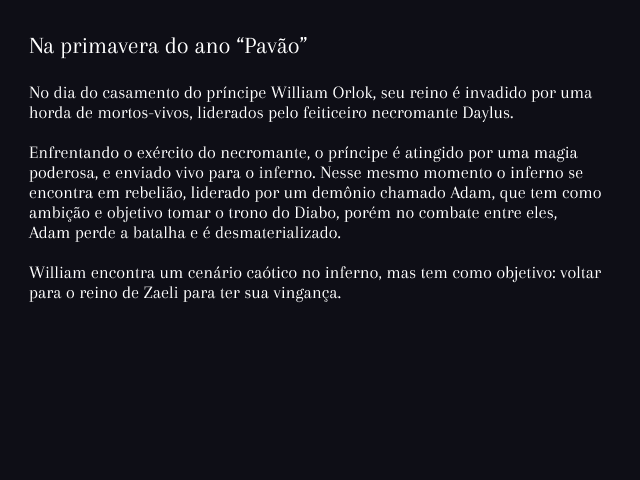 Na primavera do ano “Pavão”
No dia do casamento do príncipe William Orlok, seu reino é invadido por uma
horda de mortos-vivos, liderados pelo feiticeiro necromante Daylus.
Enfrentando o exército do necromante, o príncipe é atingido por uma magia
poderosa, e enviado vivo para o inferno. Nesse mesmo momento o inferno se
encontra em rebelião, liderado por um demônio chamado Adam, que tem como
ambição e objetivo tomar o trono do Diabo, porém no combate entre eles,
Adam perde a batalha e é desmaterializado.
William encontra um cenário caótico no inferno, mas tem como objetivo: voltar
para o reino de Zaeli para ter sua vingança.